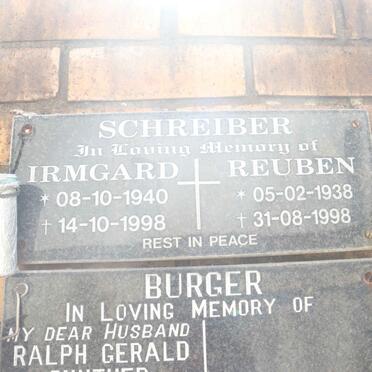 SCHREIBER
In Loving Memory of
IRMGARD REUBEN
* 08-10-1940 * 05-02-1938
† 14-10-1998 † 31-08-1998
REST IN PEACE
BURGER
IN LOVING MEMORY OF
MY DEAR HUSBAND
RALPH GERALD